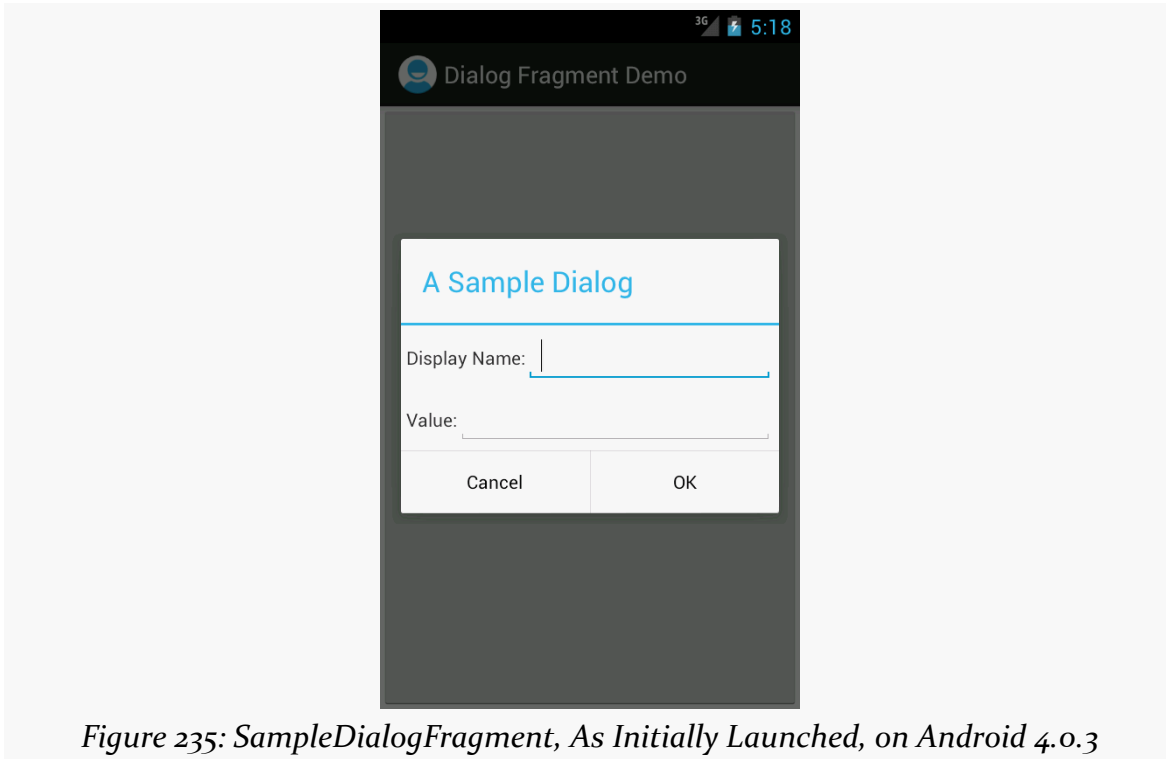 3G 5:18
Dialog Fragment Demo
A Sample Dialog
Display Name:
Value:
Cancel OK
Figure 235: SampleDialogFragment, As Initially Launched, on Android 4.0.3